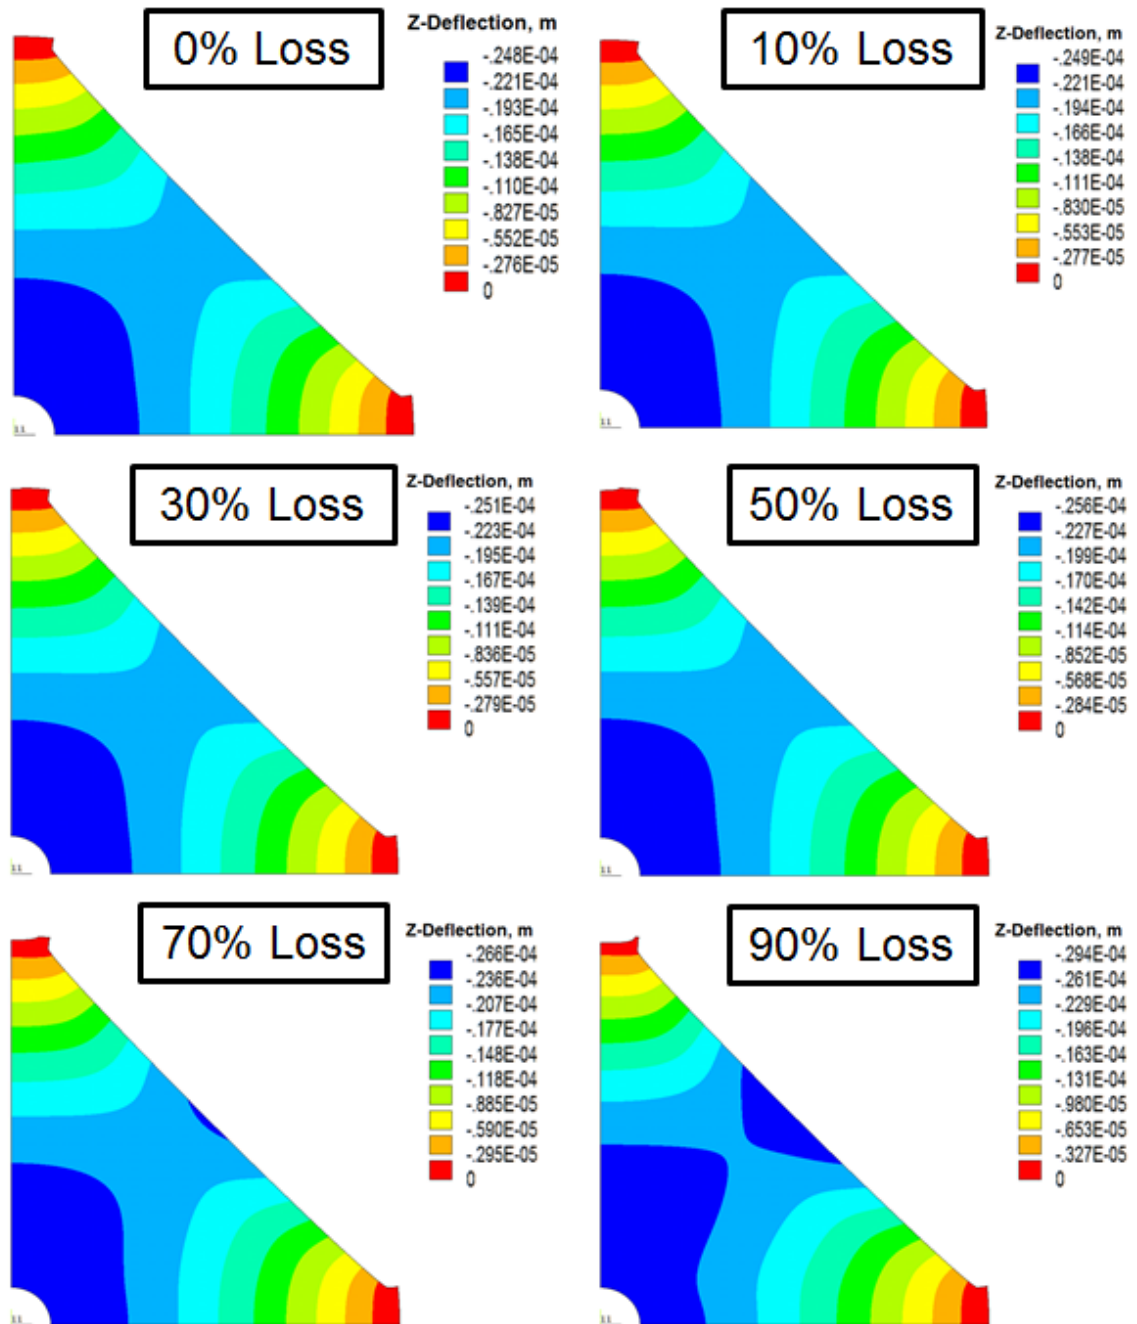 0% Loss
Z-Deflection, m
-.248E-04
-.221E-04
-.193E-04
-.165E-04
-.138E-04
-.110E-04
-.827E-05
-.552E-05
-.276E-05
0
11
10% Loss
Z-Deflection, m
-.249E-04
-.221E-04
-.194E-04
-.166E-04
-.138E-04
-.111E-04
-.830E-05
-.553E-05
-.277E-05
0
11
30% Loss
Z-Deflection, m
-.251E-04
-.223E-04
-.195E-04
-.167E-04
-.139E-04
-.111E-04
-.836E-05
-.557E-05
-.279E-05
0
11
50% Loss
Z-Deflection, m
-.256E-04
-.227E-04
-.199E-04
-.170E-04
-.142E-04
-.114E-04
-.852E-05
-.568E-05
-.284E-05
0
11
70% Loss
Z-Deflection, m
-.266E-04
-.236E-04
-.207E-04
-.177E-04
-.148E-04
-.118E-04
-.885E-05
-.590E-05
-.295E-05
0
11
90% Loss
Z-Deflection, m
-.294E-04
-.261E-04
-.229E-04
-.196E-04
-.163E-04
-.131E-04
-.980E-05
-.653E-05
-.327E-05
0
11